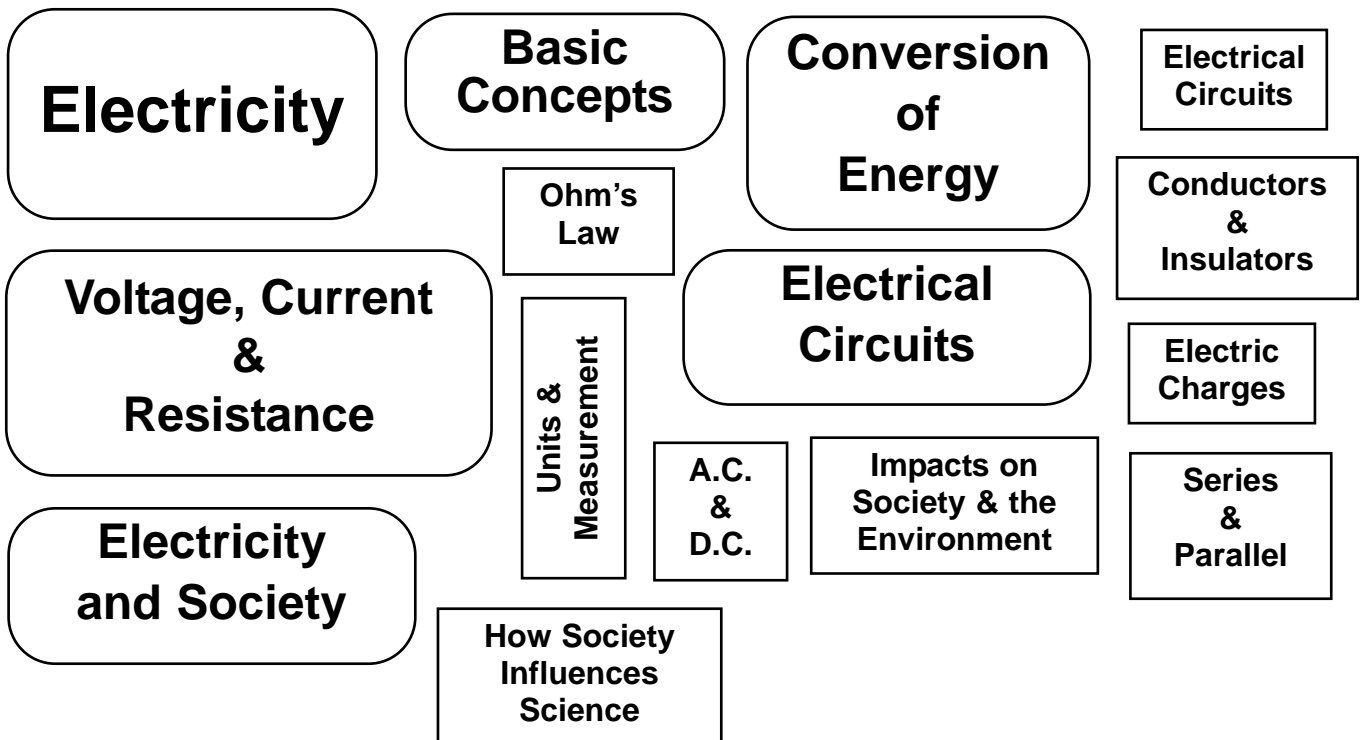 Electricity
Basic
Concepts
Conversion
of
Energy
Electrical
Circuits
Ohm's
Law
Conductors
&
Insulators
Voltage, Current
&
Resistance
Units &
Measurement
Electrical
Circuits
Electric
Charges
A.C.
&
D.C.
Impacts on
Society & the
Environment
Series
&
Parallel
Electricity
and Society
How Society
Influences
Science